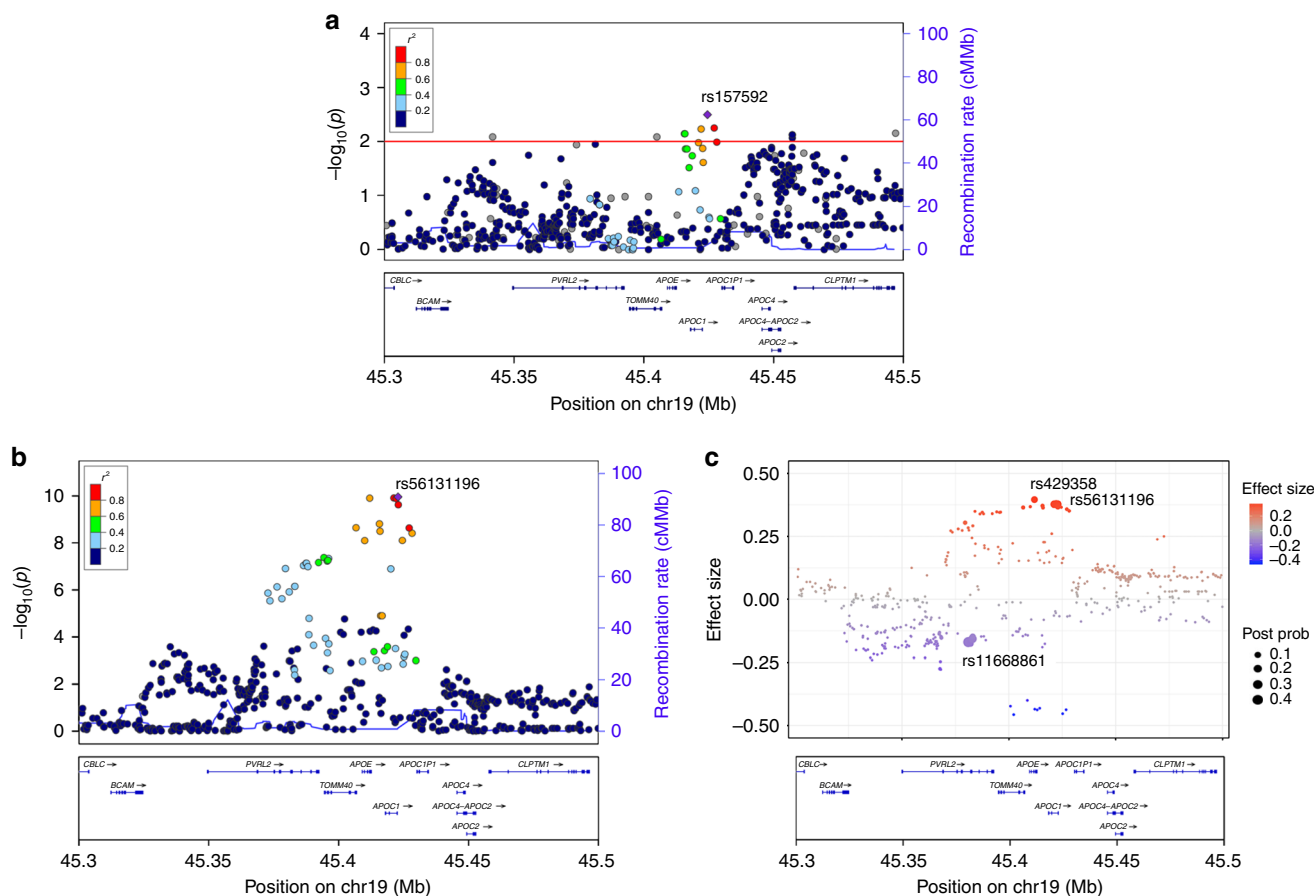 a
4
3
2
1
0
−log10(p)
r2
0.8
0.6
0.4
0.2
rs157592
100
80
60
40
20
0
Recombination rate (cMMb)
CBLC →
PVRL2 →
APOE →
APOC1P1 →
CLPTM1 →
BCAM →
TOMM40 →
APOC4 →
APOC1 →
APOC4−APOC2 →
APOC2 →
45.3
45.35
45.4
45.45
45.5
Position on chr19 (Mb)
b
10
8
6
4
2
0
−log10(p)
r2
0.8
0.6
0.4
0.2
rs56131196
100
80
60
40
20
0
Recombination rate (cMMb)
CBLC →
PVRL2 →
APOE →
APOC1P1 →
CLPTM1 →
BCAM →
TOMM40 →
APOC4 →
APOC1 →
APOC4−APOC2 →
APOC2 →
45.3
45.35
45.4
45.45
45.5
Position on chr19 (Mb)
c
0.50
0.25
0.00
−0.25
−0.50
Effect size
rs429358
rs56131196
rs11668861
Effect size
0.2
0.0
−0.2
−0.4
Post prob
0.1
0.2
0.3
0.4
CBLC →
PVRL2 →
APOE →
APOC1P1 →
CLPTM1 →
BCAM →
TOMM40 →
APOC4 →
APOC1 →
APOC4−APOC2 →
APOC2 →
45.3
45.35
45.4
45.45
45.5
Position on chr19 (Mb)